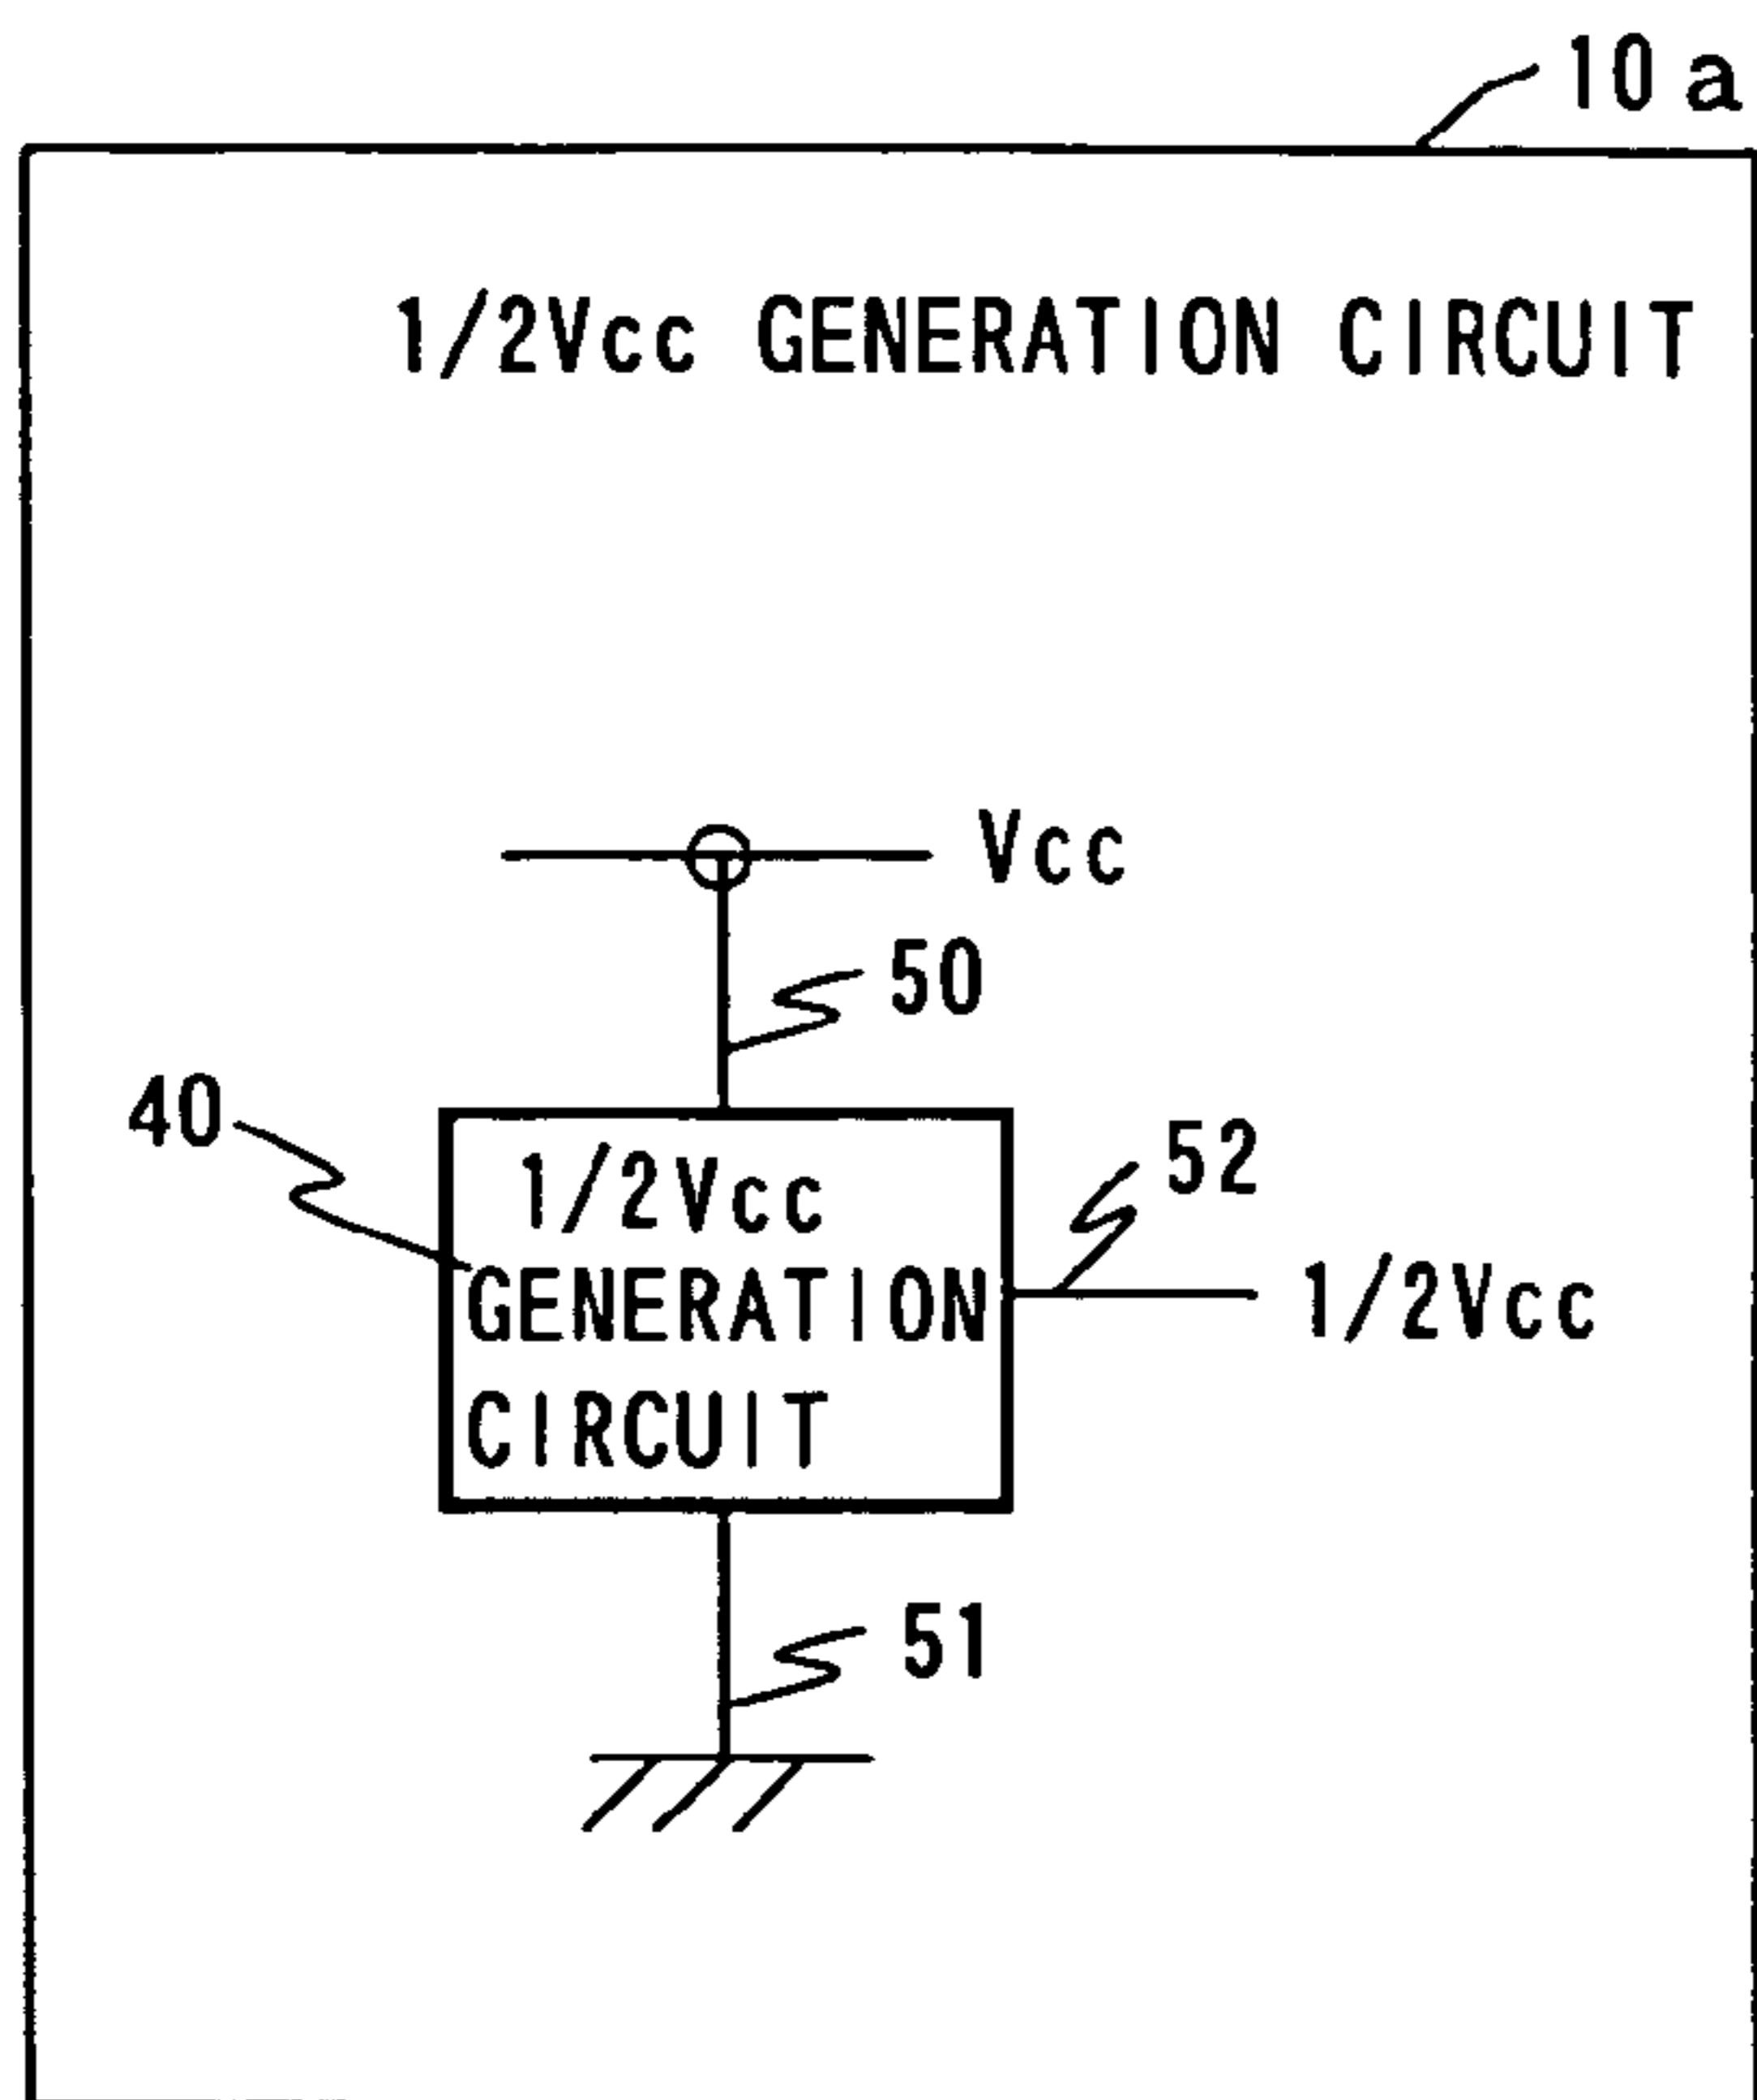 10a
1/2Vcc GENERATION CIRCUIT
Vcc
50
40
52
1/2Vcc
GENERATION
CIRCUIT
1/2Vcc
51